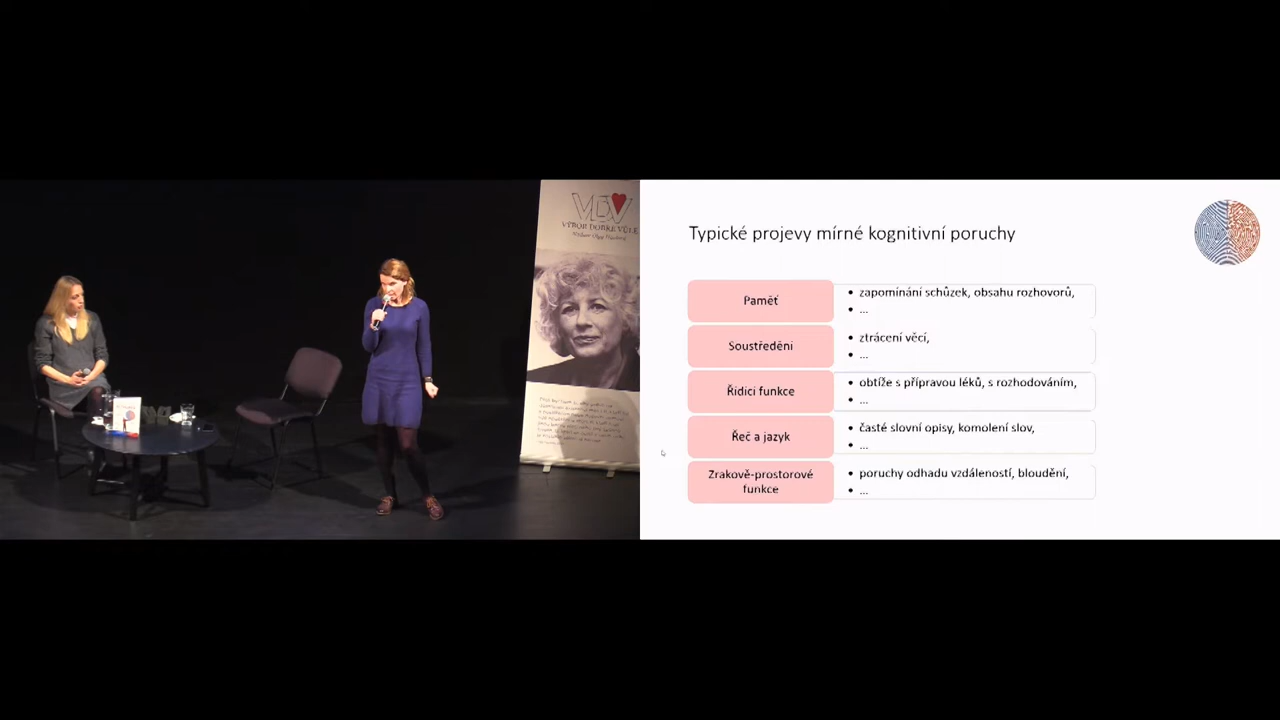 VDV
VÝBOR DOBRÉ VŮLE
Typické projevy mírné kognitivní poruchy
Paměť
• zapomínání schůzek, obsahu rozhovorů,
• ...
Soustředění
• ztrácení věcí,
• ...
Řídicí funkce
• obtíže s přípravou léků, s rozhodováním,
• ...
Řeč a jazyk
• časté slovní opisy, komolení slov,
• ...
Zrakově-prostorové
funkce
• poruchy odhadu vzdáleností, bloudění,
• ...